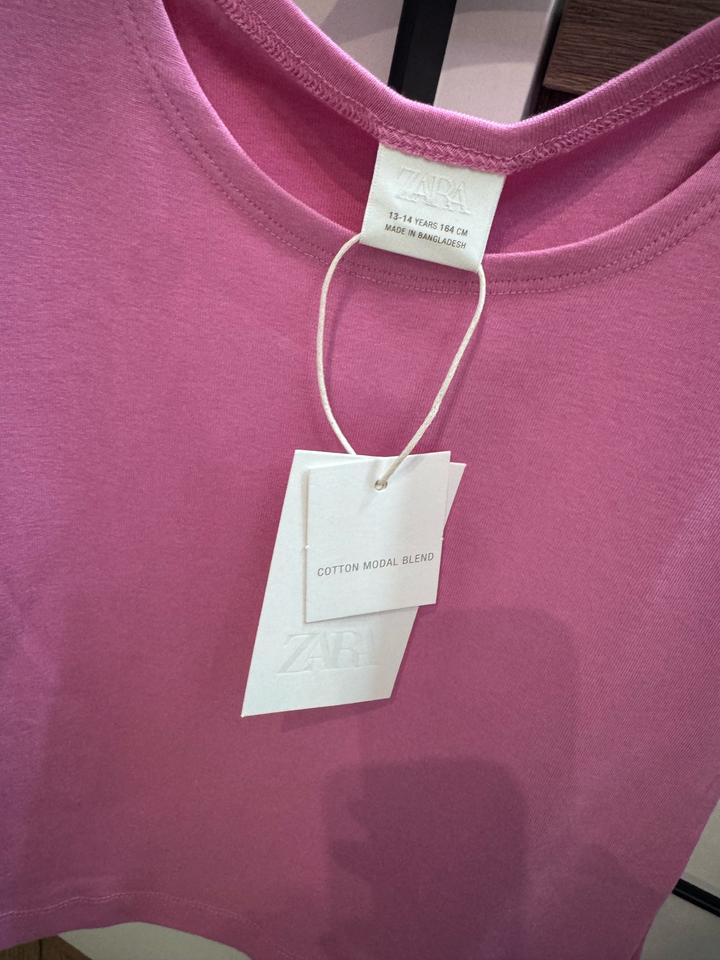 ZARA
13-14 YEARS 164 CM
MADE IN BANGLADESH
COTTON MODAL BLEND
ZARA